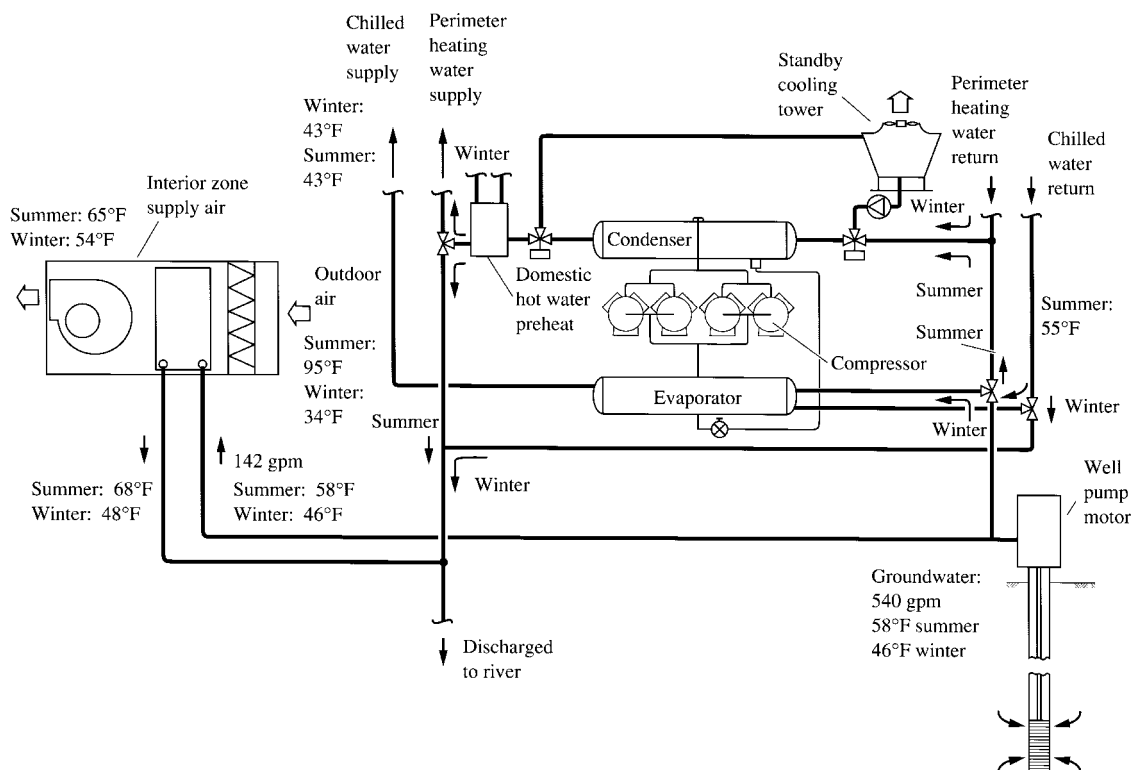 Chilled
water
supply
Perimeter
heating
water
supply
Winter:
43°F
Summer:
43°F
Winter
Standby
cooling
tower
Perimeter
heating
water
return
Chilled
water
return
Interior zone
supply air
Summer: 65°F
Winter: 54°F
Outdoor
air
Summer:
95°F
Winter:
34°F
Condenser
Winter
Domestic
hot water
preheat
Summer
Summer:
55°F
Summer
Compressor
Evaporator
Winter
Winter
Summer
Winter
142 gpm
Summer: 68°F
Winter: 48°F
Summer: 58°F
Winter: 46°F
Well
pump
motor
Groundwater:
540 gpm
58°F summer
46°F winter
Discharged
to river